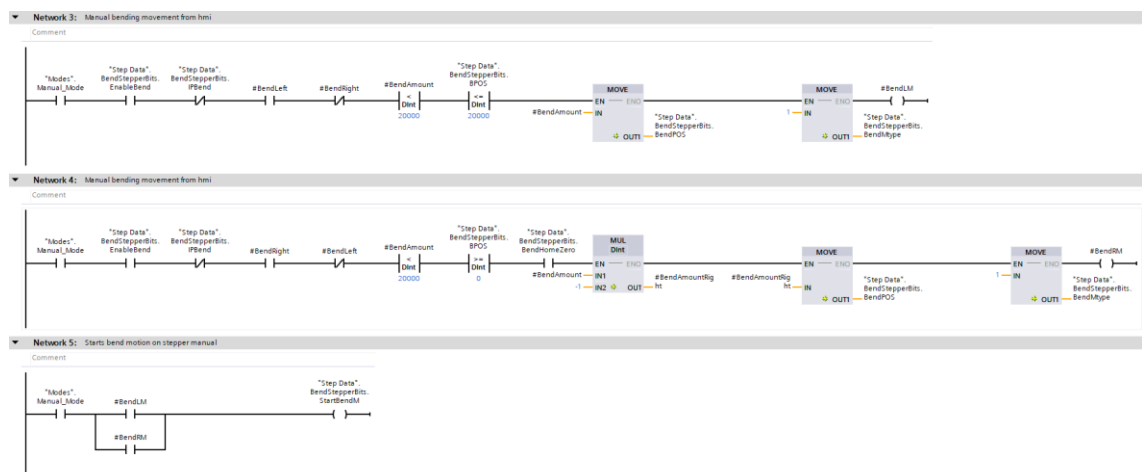 Network 3: Manual bending movement from hmi
Comment
"Modes".
Manual_Mode
"Step Data".
BendStepperBits.
EnableBend
"Step Data".
BendStepperBits.
IPBend
#BendLeft
#BendRight
#BendAmount
<
DInt
20000
"Step Data".
BendStepperBits.
BPOS
<=
DInt
20000
MOVE
EN ENO
#BendAmount IN
OUT1
"Step Data".
BendStepperBits.
BendPOS
MOVE
EN ENO
1 IN
OUT1
"Step Data".
BendStepperBits.
BendMtype
#BendLM
Network 4: Manual bending movement from hmi
Comment
"Modes".
Manual_Mode
"Step Data".
BendStepperBits.
EnableBend
"Step Data".
BendStepperBits.
IPBend
#BendRight
#BendLeft
#BendAmount
<
DInt
20000
"Step Data".
BendStepperBits.
BPOS
>=
DInt
0
"Step Data".
BendStepperBits.
BendHomeZero
MUL
DInt
EN ENO
#BendAmount IN1
-1 IN2
OUT
#BendAmountRig
ht
MOVE
EN ENO
#BendAmountRig
ht IN
OUT1
"Step Data".
BendStepperBits.
BendPOS
MOVE
EN ENO
1 IN
OUT1
"Step Data".
BendStepperBits.
BendMtype
#BendRM
Network 5: Starts bend motion on stepper manual
Comment
"Modes".
Manual_Mode
#BendLM
#BendRM
"Step Data".
BendStepperBits.
StartBendM